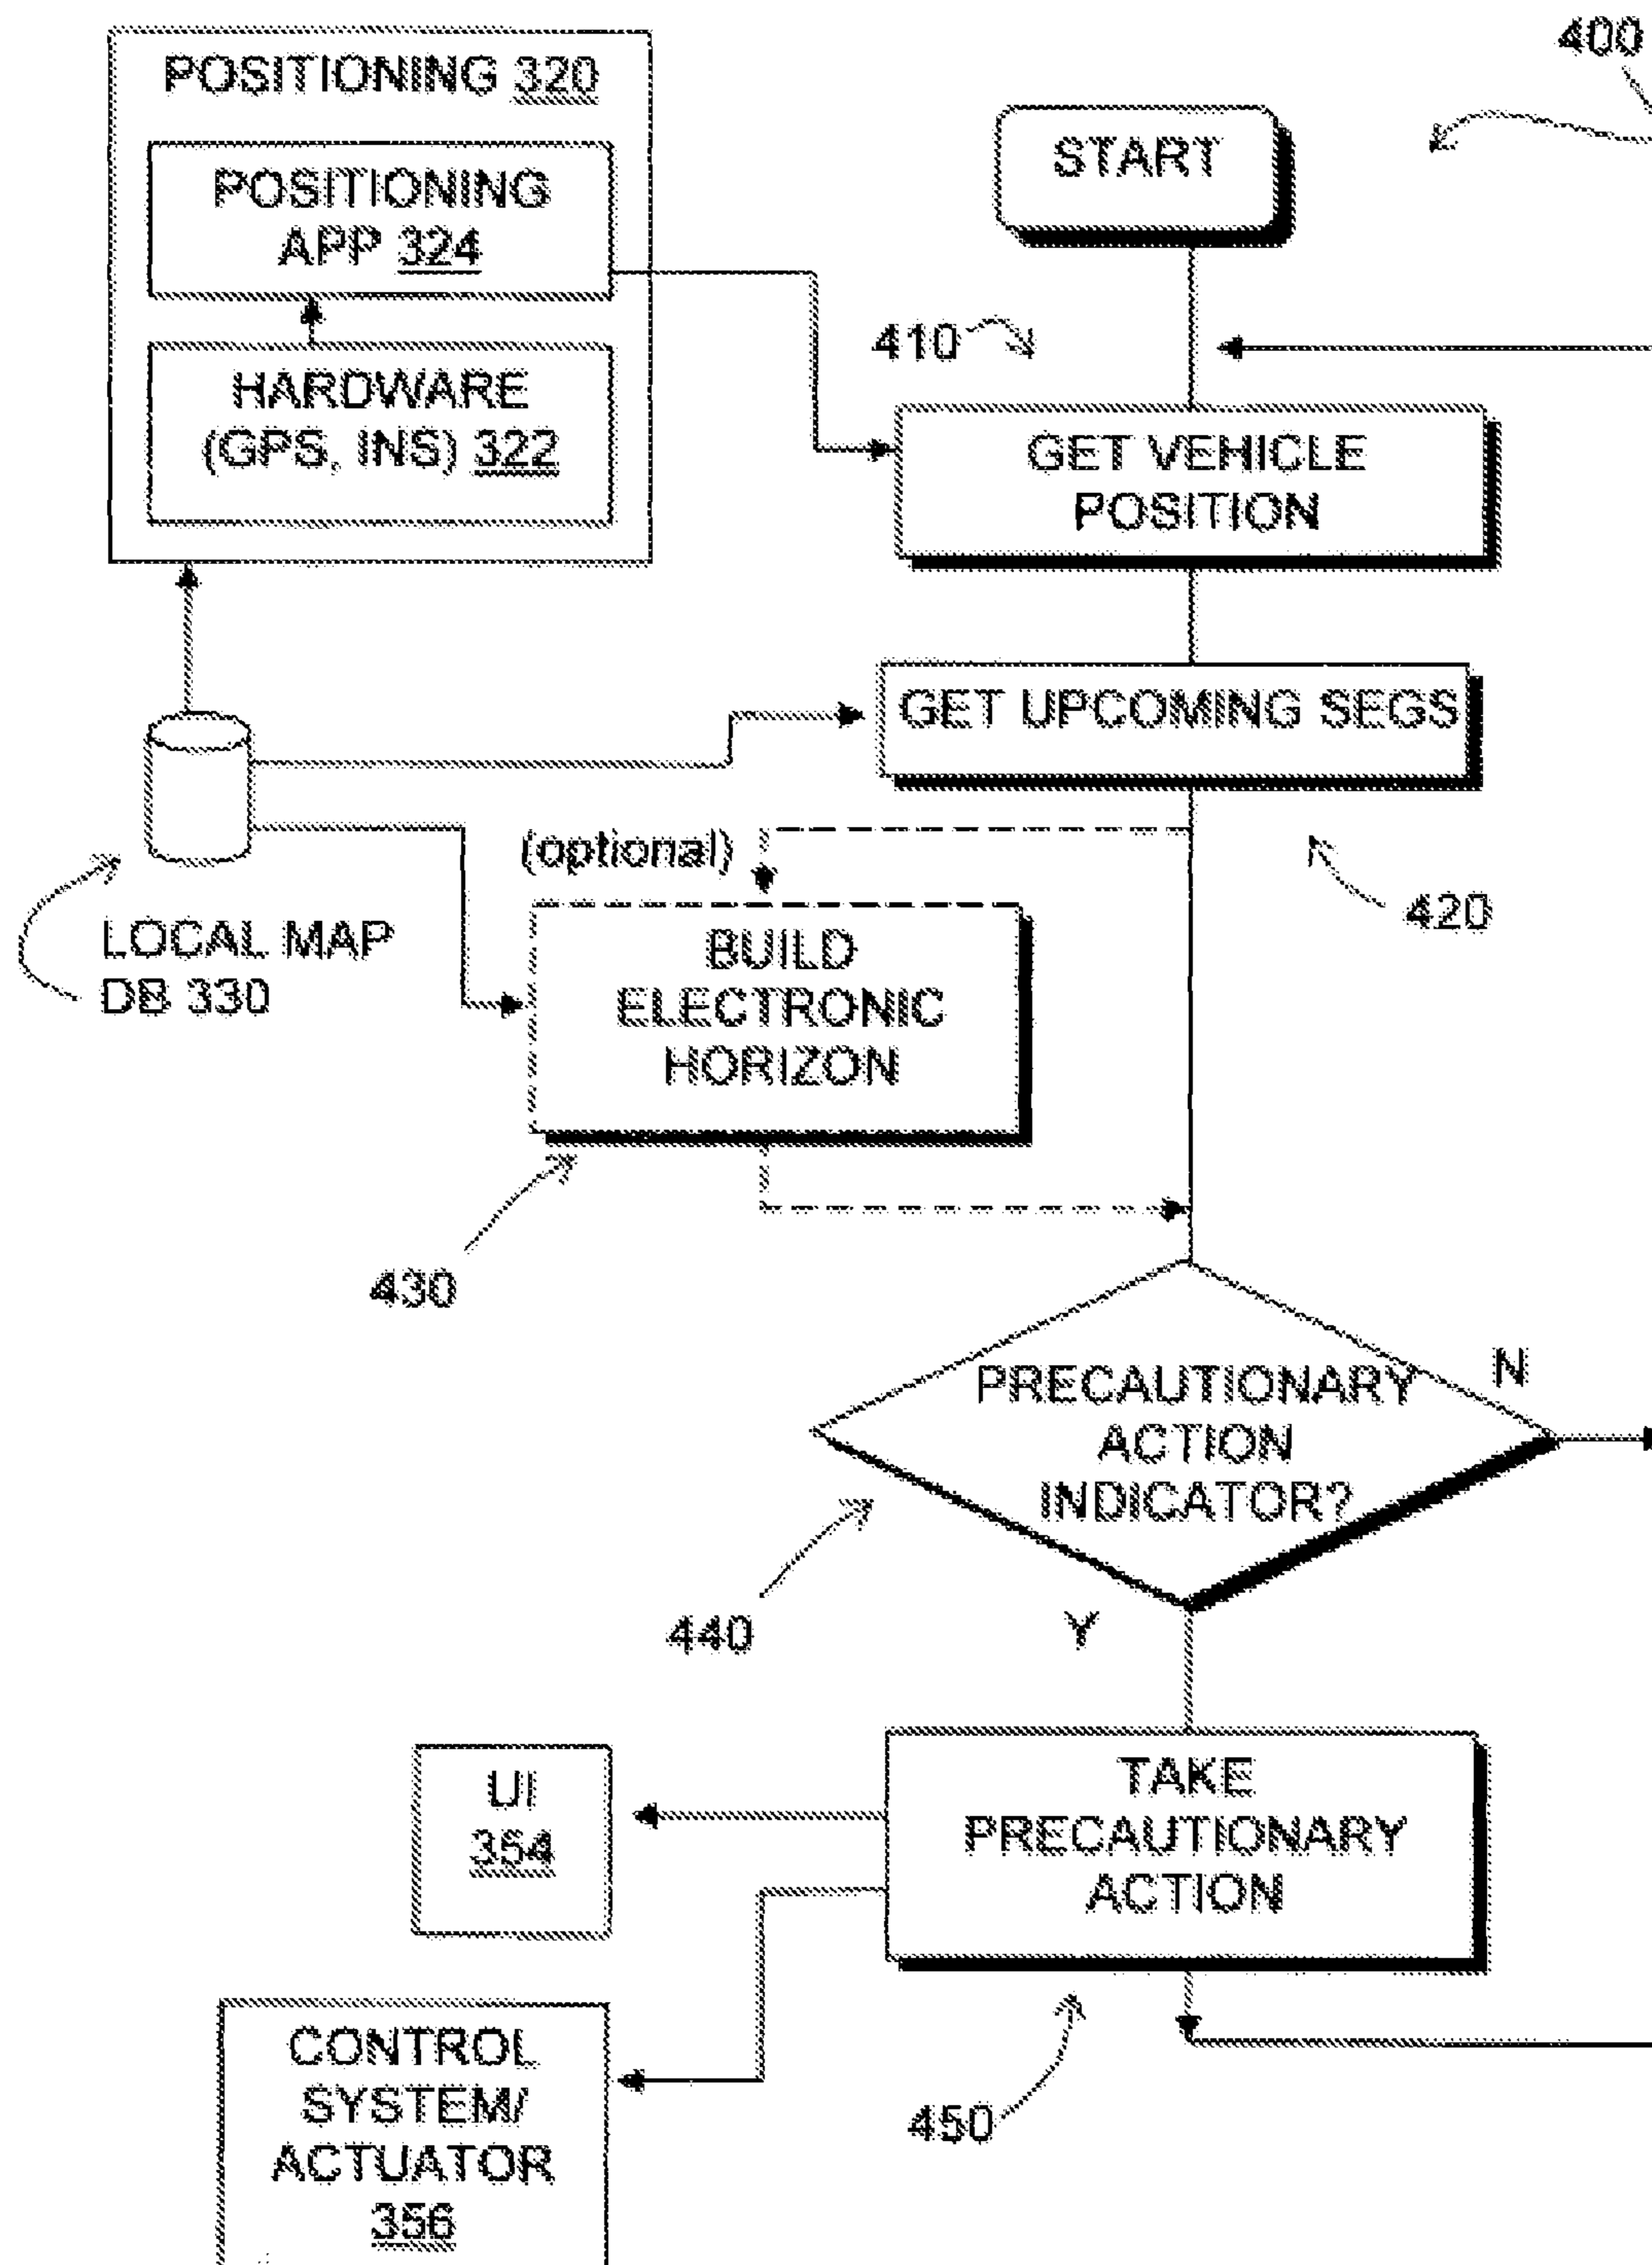 POSITIONING 320
POSITIONING
APP 324
HARDWARE
(GPS, INS) 322
400
START
410
GET VEHICLE
POSITION
GET UPCOMING SEGS
420
LOCAL MAP
DB 330
(optional)
BUILD
ELECTRONIC
HORIZON
430
PRECAUTIONARY
ACTION
INDICATOR?
N
440
Y
TAKE
PRECAUTIONARY
ACTION
450
UI
354
CONTROL
SYSTEM/
ACTUATOR
356